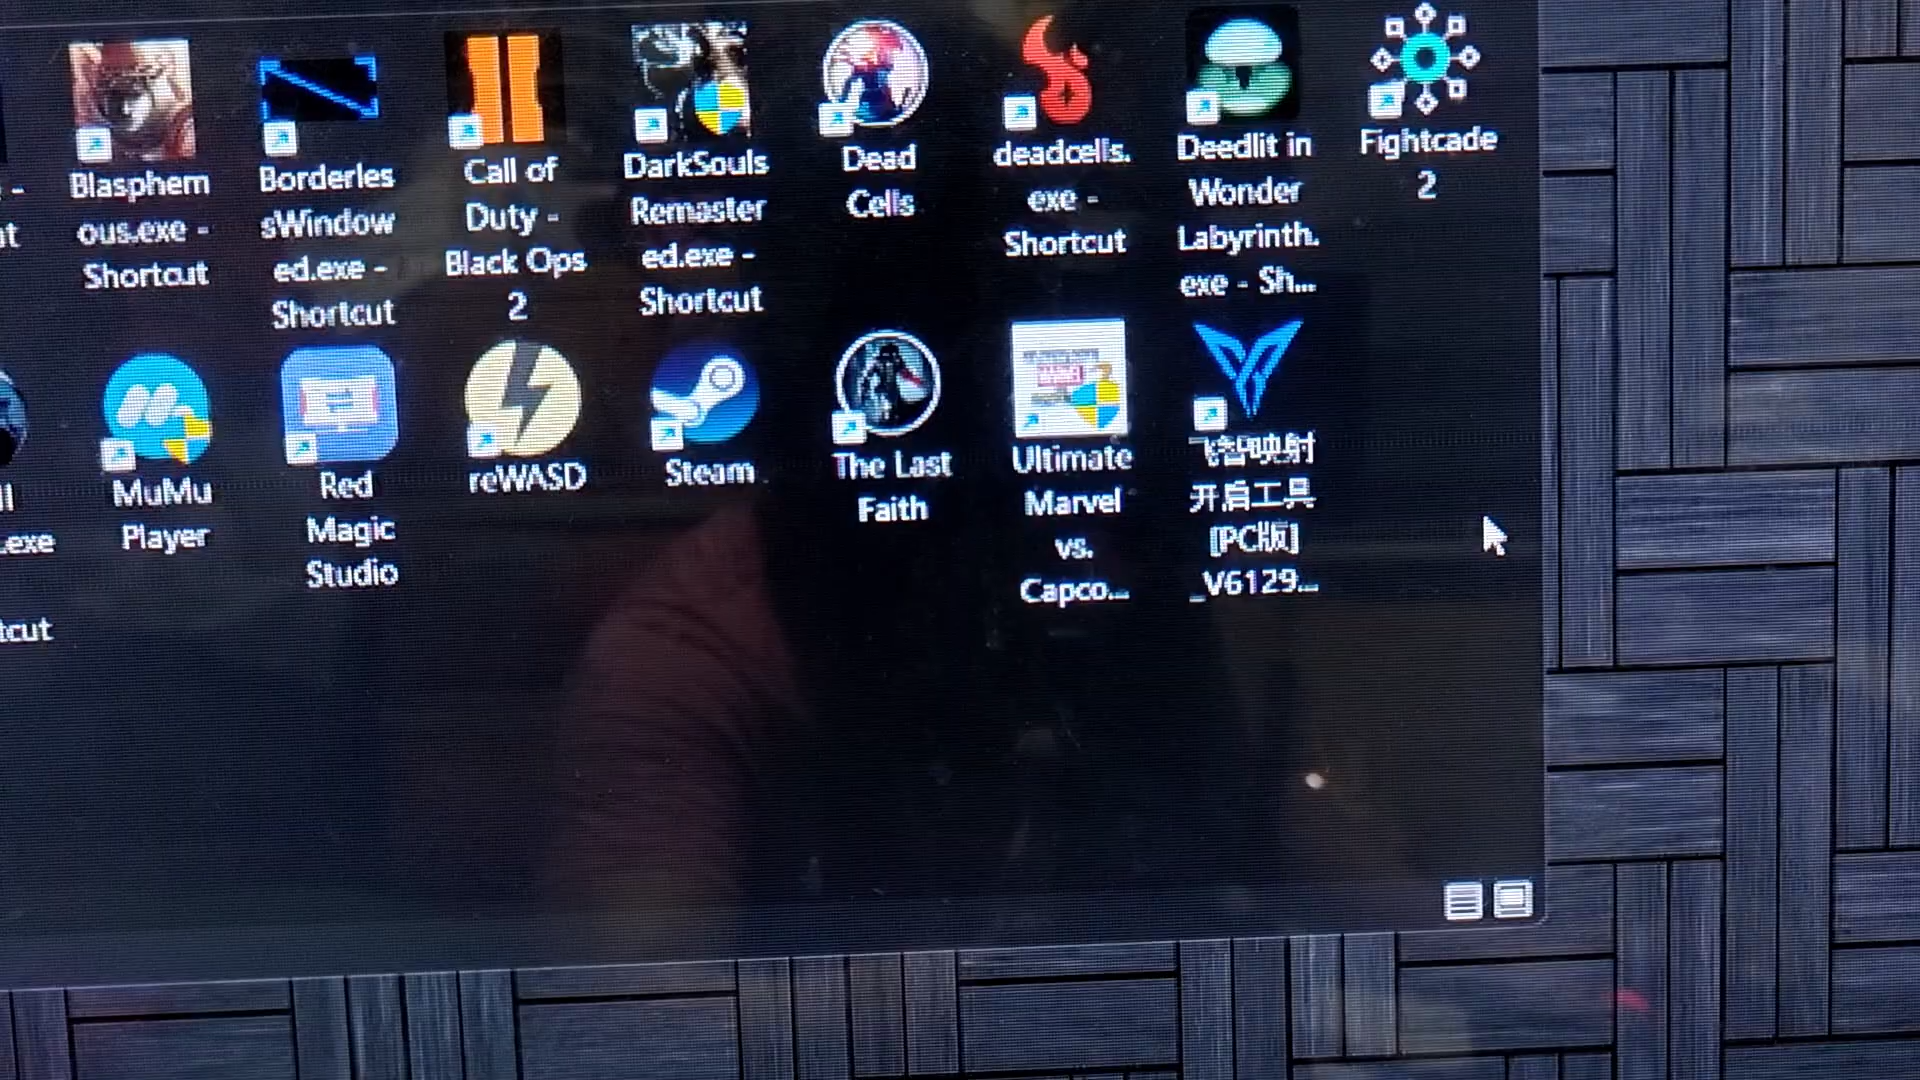 Blasphem
ous.exe -
Shortcut
Borderles
sWindow
ed.exe -
Shortcut
Call of
Duty -
Black Ops
2
DarkSouls
Remaster
ed.exe -
Shortcut
Dead
Cells
deadcells.
exe -
Shortcut
Deedlit in
Wonder
Labyrinth.
exe - Sh...
Fightcade
2
.exe
tcut
MuMu
Player
Red
Magic
Studio
reWASD
Steam
The Last
Faith
Ultimate
Marvel
vs.
Capco...
飞智映射
开启工具
[PC版]
_V6129...